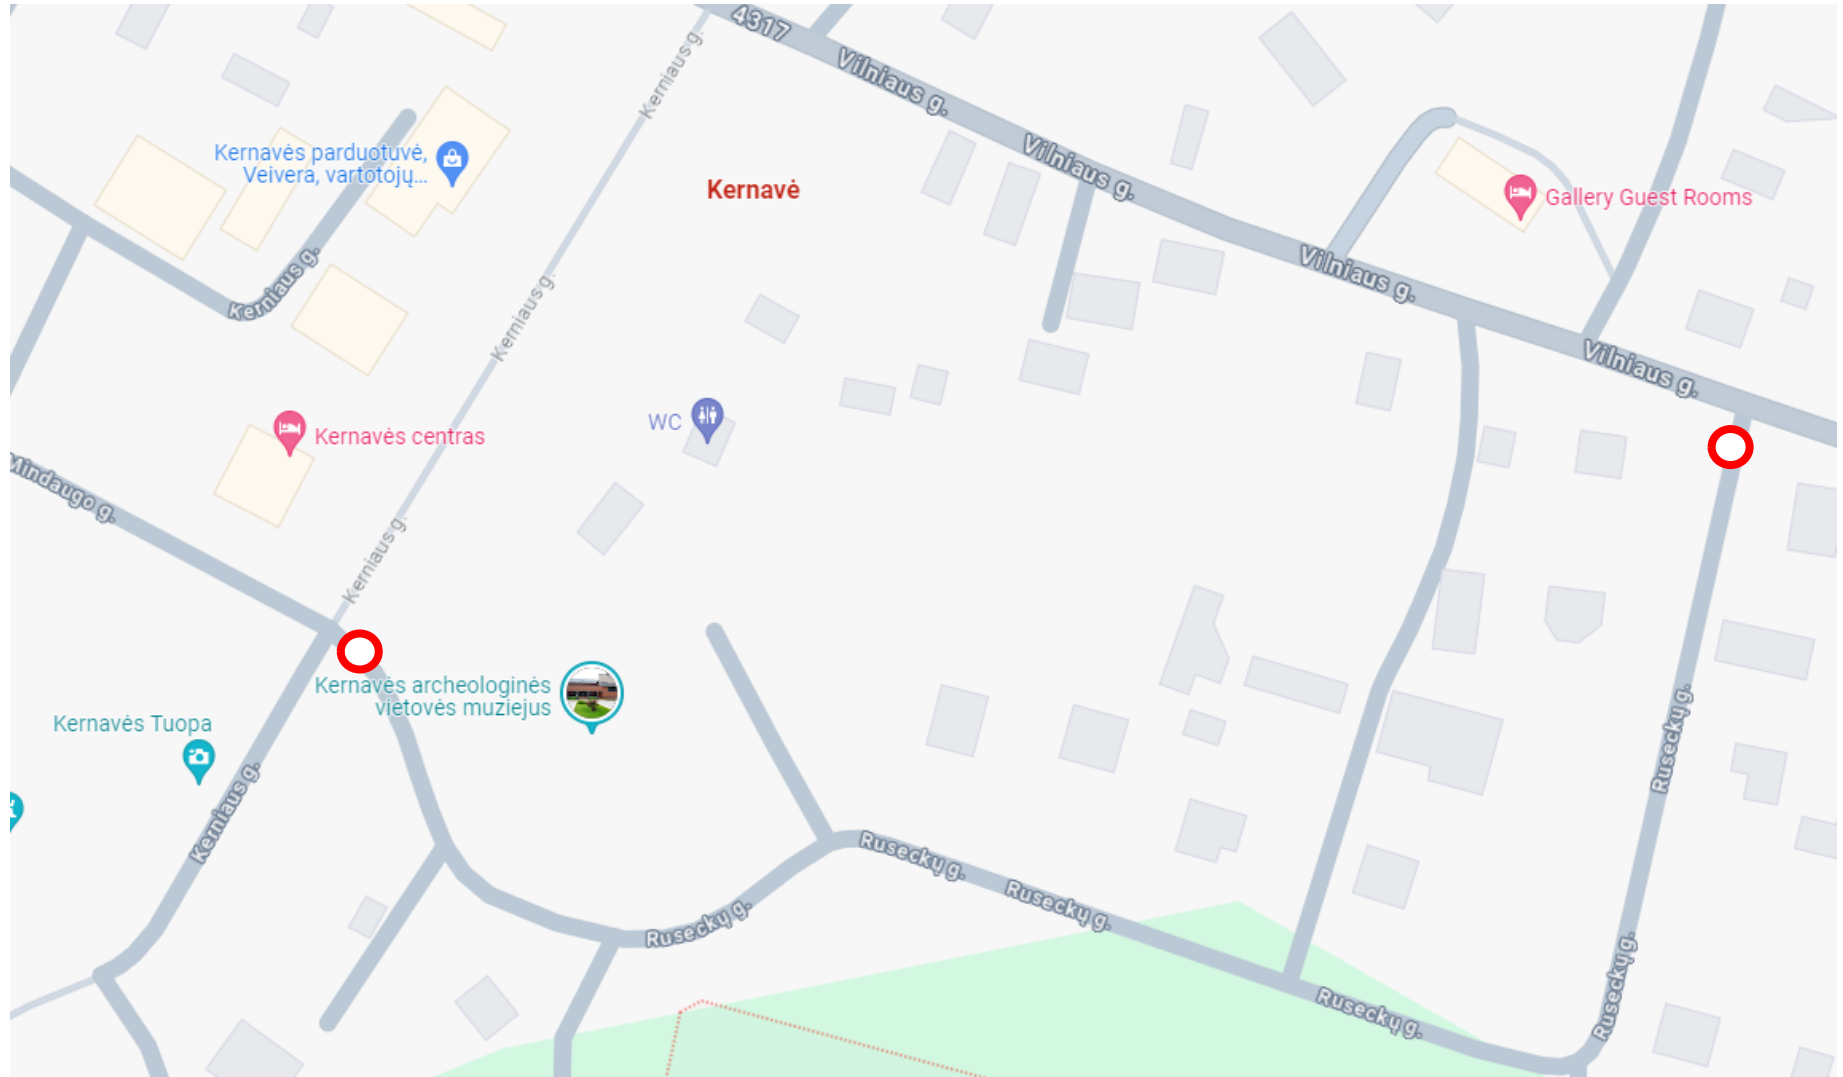 4317
Vilniaus g.
Kerniaus g.
Vilniaus g.
Kernavės parduotuvė,
Veivera, vartotojų...
Kernavė
Gallery Guest Rooms
Kerniaus g.
Vilniaus g.
Kerniaus g.
Vilniaus g.
WC
Kernavės centras
Mindaugo g.
Kerniaus g.
Kernavės archeologinės
vietovės muziejus
Kernavės Tuopa
Ruseckų g.
Kerniaus g.
Ruseckų g.
Ruseckų g.
Ruseckų g.
Ruseckų g.
Ruseckų g.